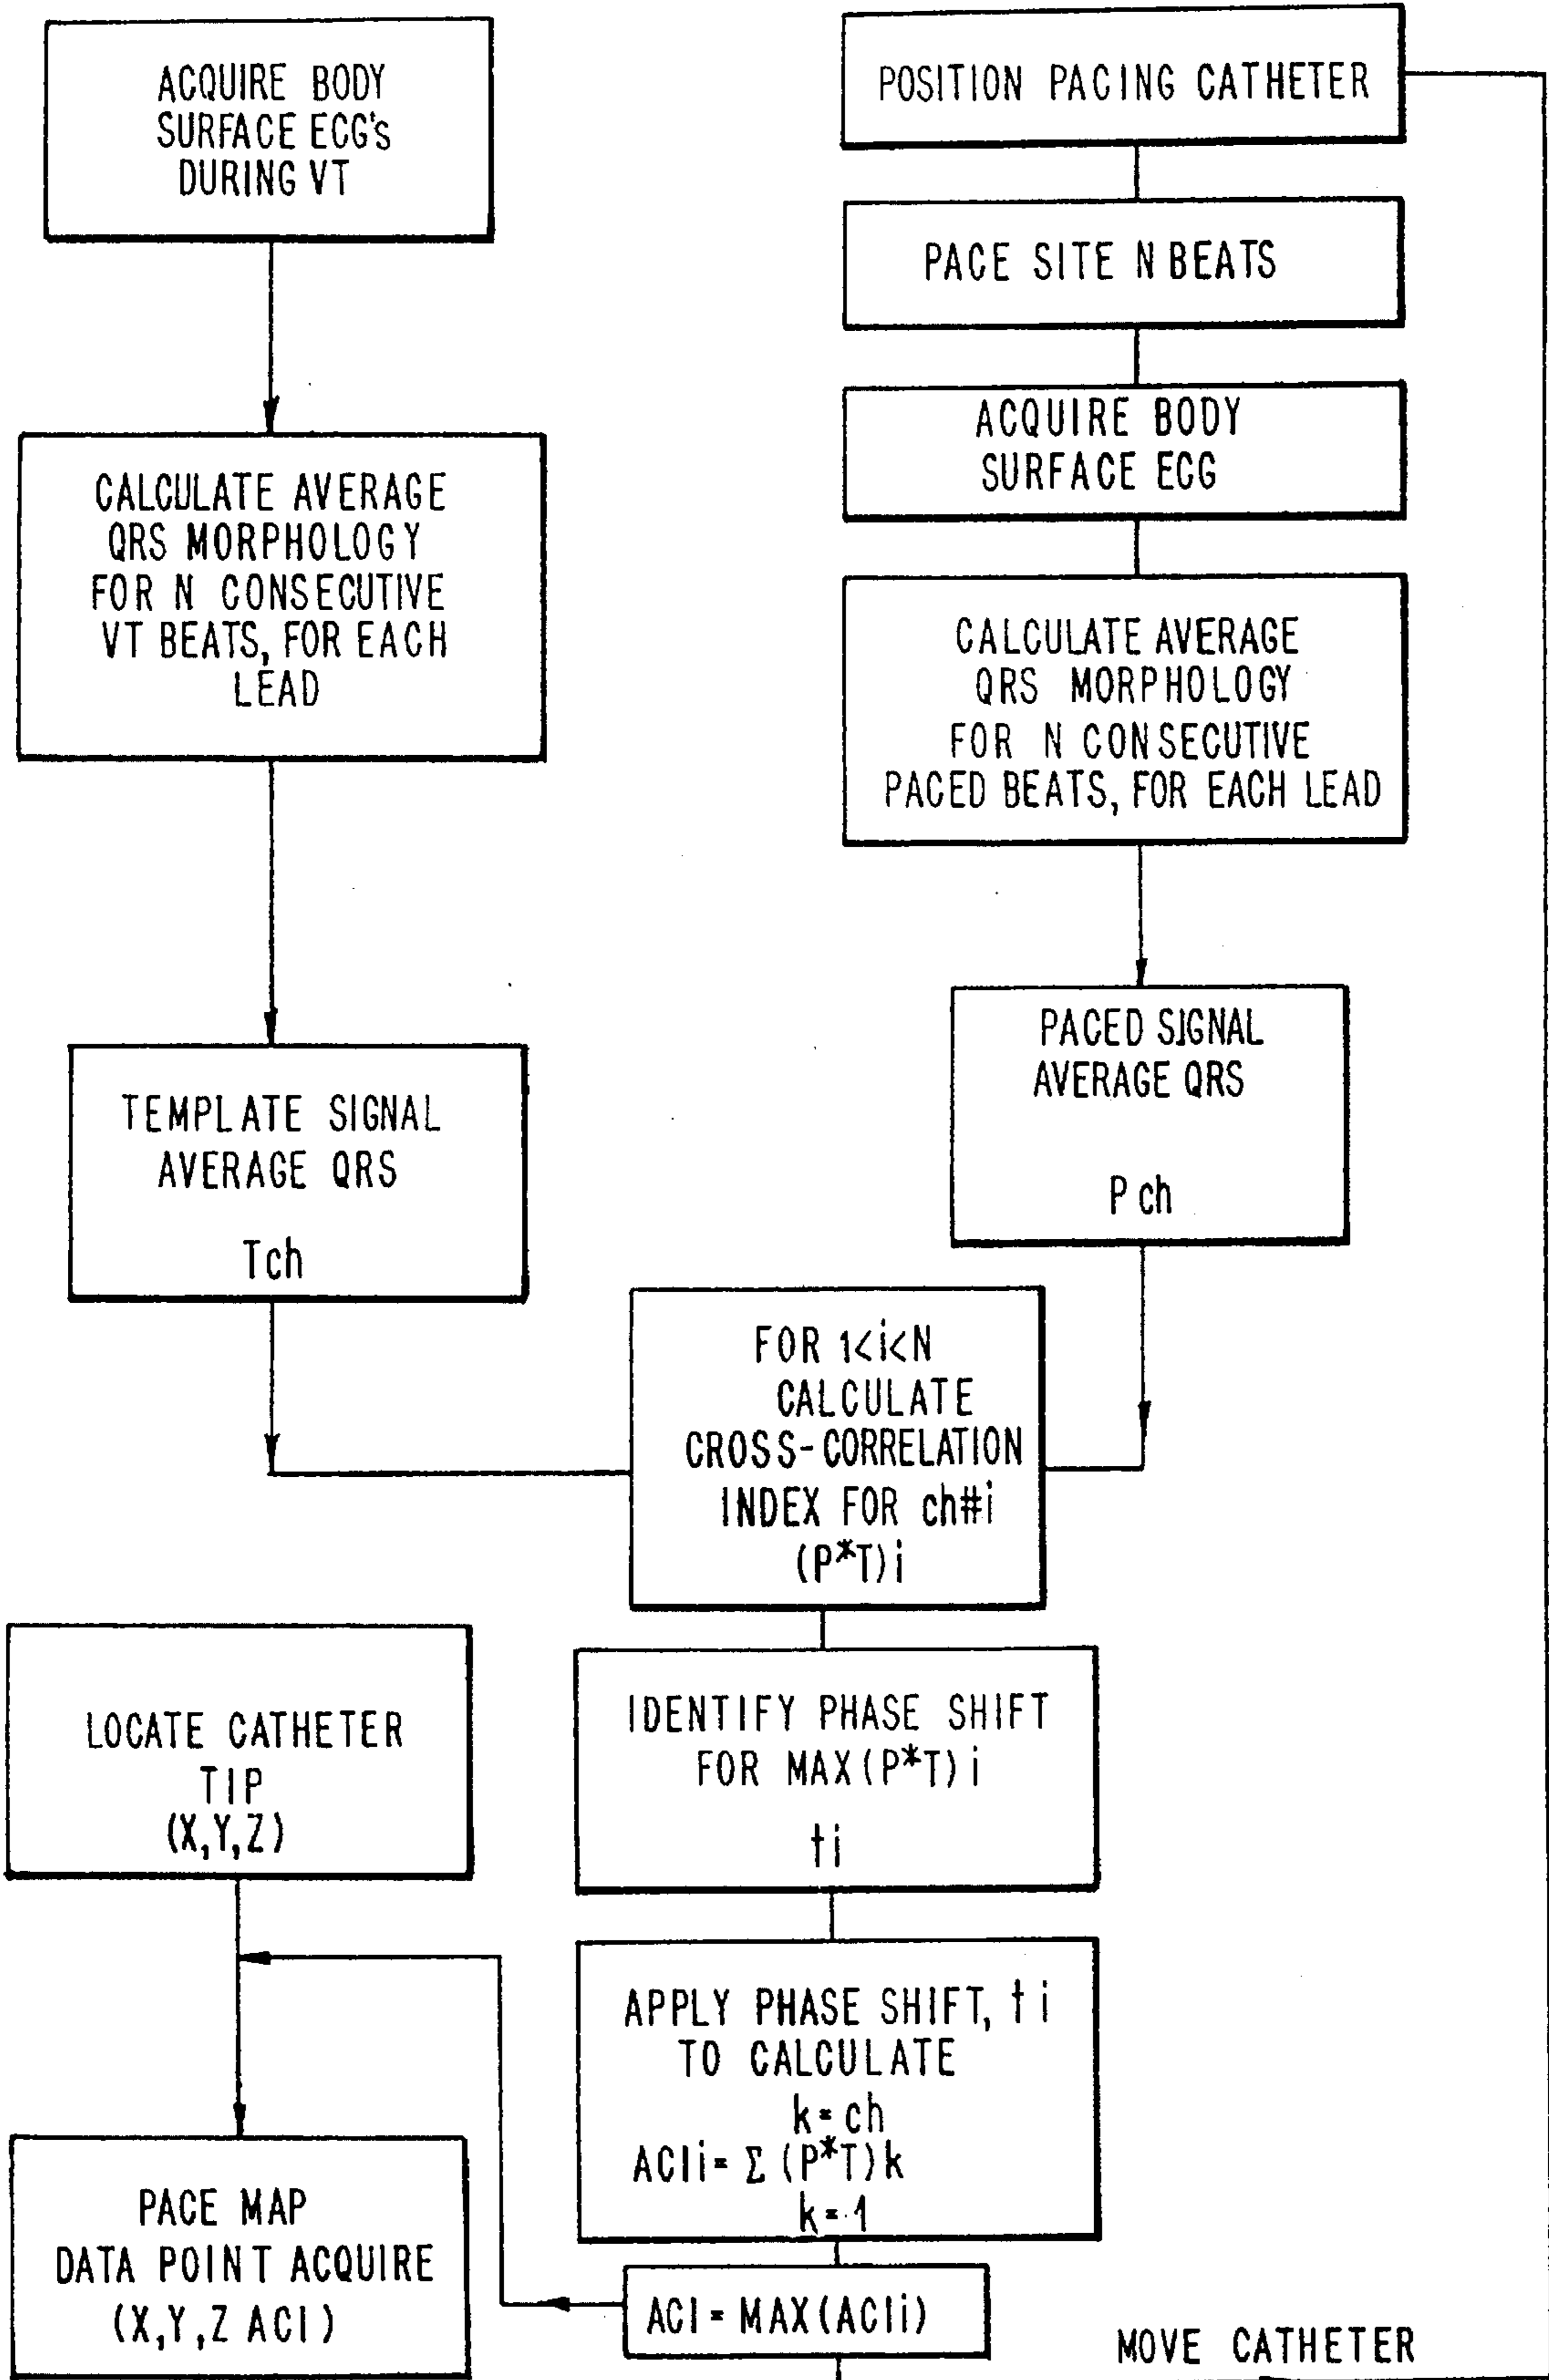 ACQUIRE BODY
SURFACE ECG's
DURING VT
CALCULATE AVERAGE
QRS MORPHOLOGY
FOR N CONSECUTIVE
VT BEATS, FOR EACH
LEAD
TEMPLATE SIGNAL
AVERAGE QRS
Tch
POSITION PACING CATHETER
PACE SITE N BEATS
ACQUIRE BODY
SURFACE ECG
CALCULATE AVERAGE
QRS MORPHOLOGY
FOR N CONSECUTIVE
PACED BEATS, FOR EACH LEAD
PACED SIGNAL
AVERAGE QRS
P ch
FOR 1<i<N
CALCULATE
CROSS-CORRELATION
INDEX FOR ch#i
(P*T)i
IDENTIFY PHASE SHIFT
FOR MAX(P*T)i
ti
APPLY PHASE SHIFT, ti
TO CALCULATE
k=ch
ACIi=Σ(P*T)k
k=1
ACI=MAX(ACIi)
LOCATE CATHETER
TIP
(X,Y,Z)
PACE MAP
DATA POINT ACQUIRE
(X,Y,Z ACI)
MOVE CATHETER